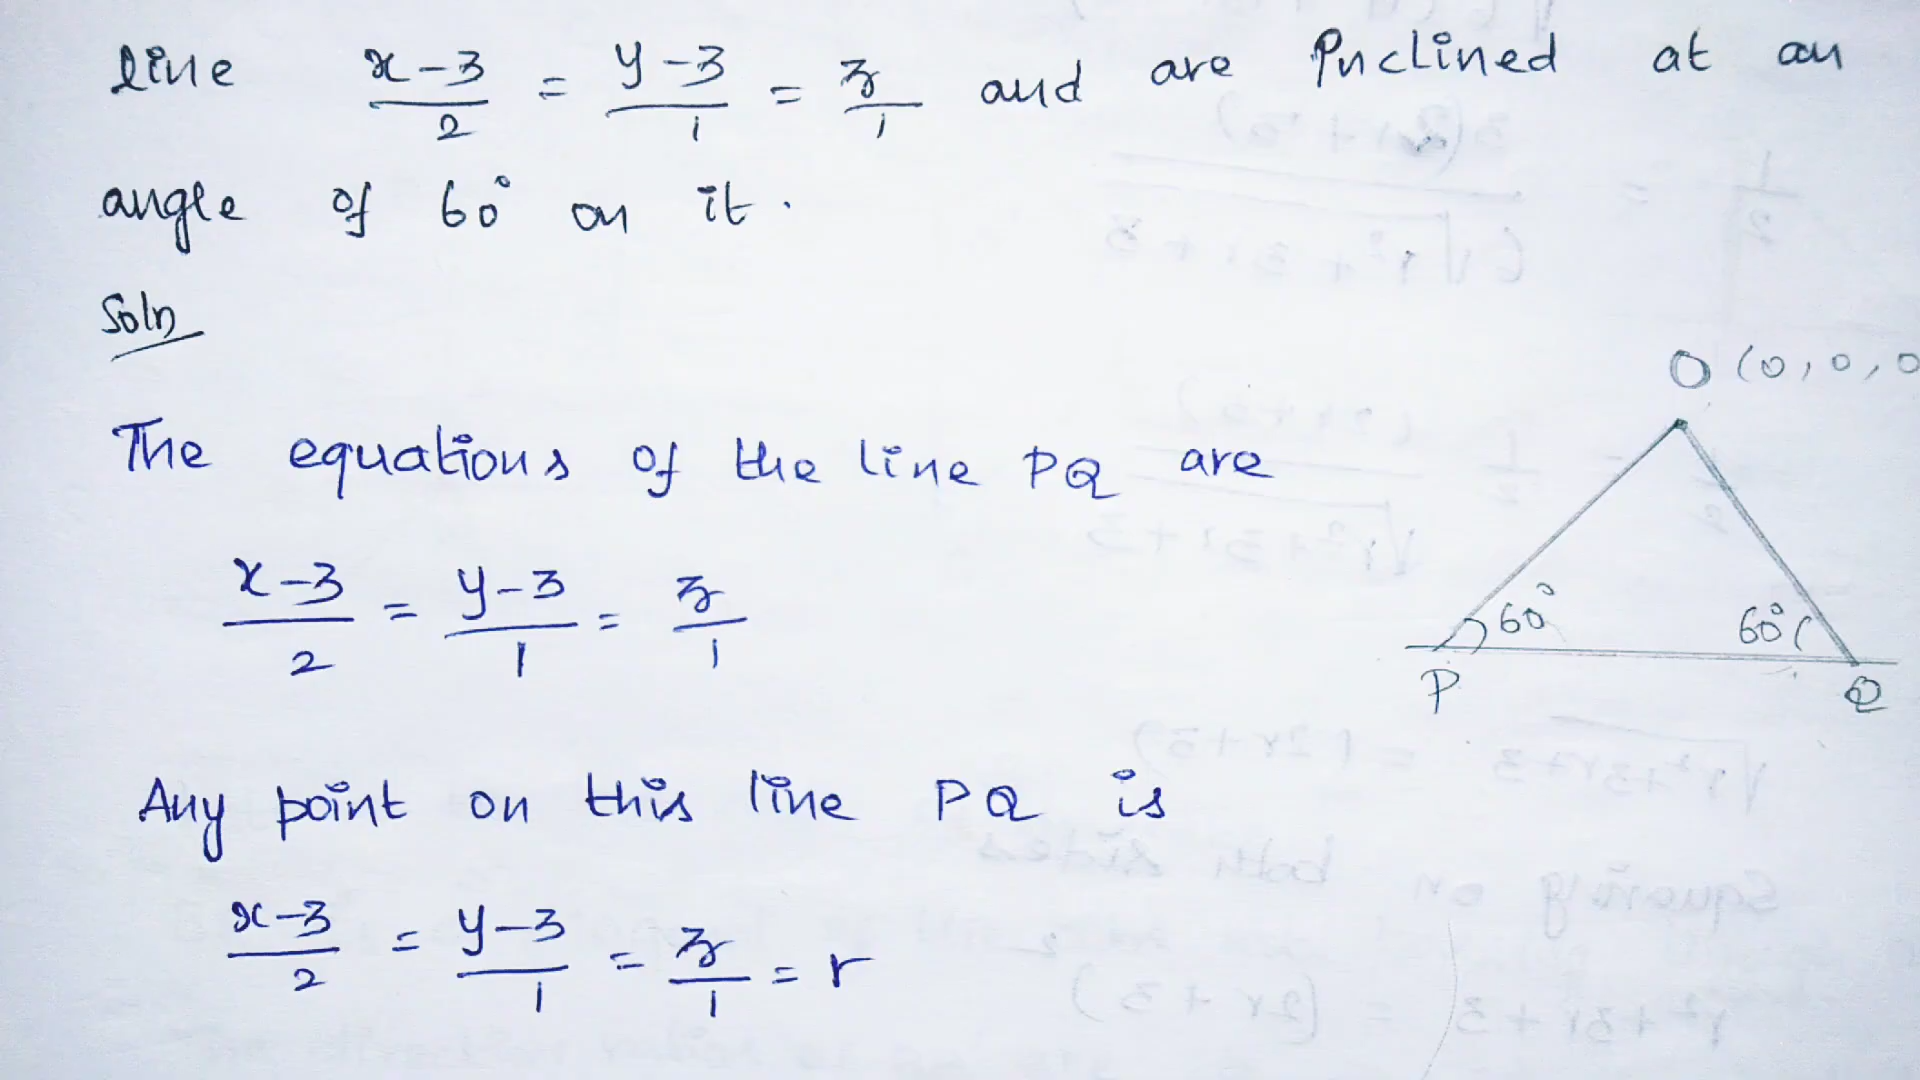 line x-3/2 = y-3/1 = z/1 and are inclined at an
angle of 60° on it.
Soln
O (0,0,0
The equations of the line PQ are
x-3/2 = y-3/1 = z/1
60° 60°
P Q
Any point on this line PQ is
x-3/2 = y-3/1 = z/1 = r